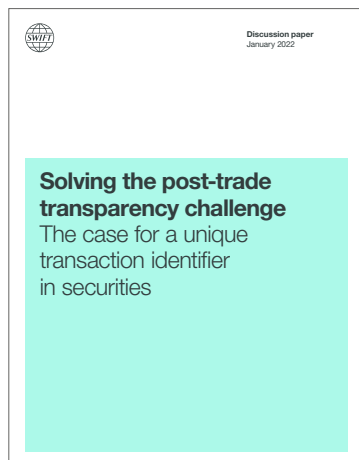 SWIFT
Discussion paper
January 2022
Solving the post-trade
transparency challenge
The case for a unique
transaction identifier
in securities